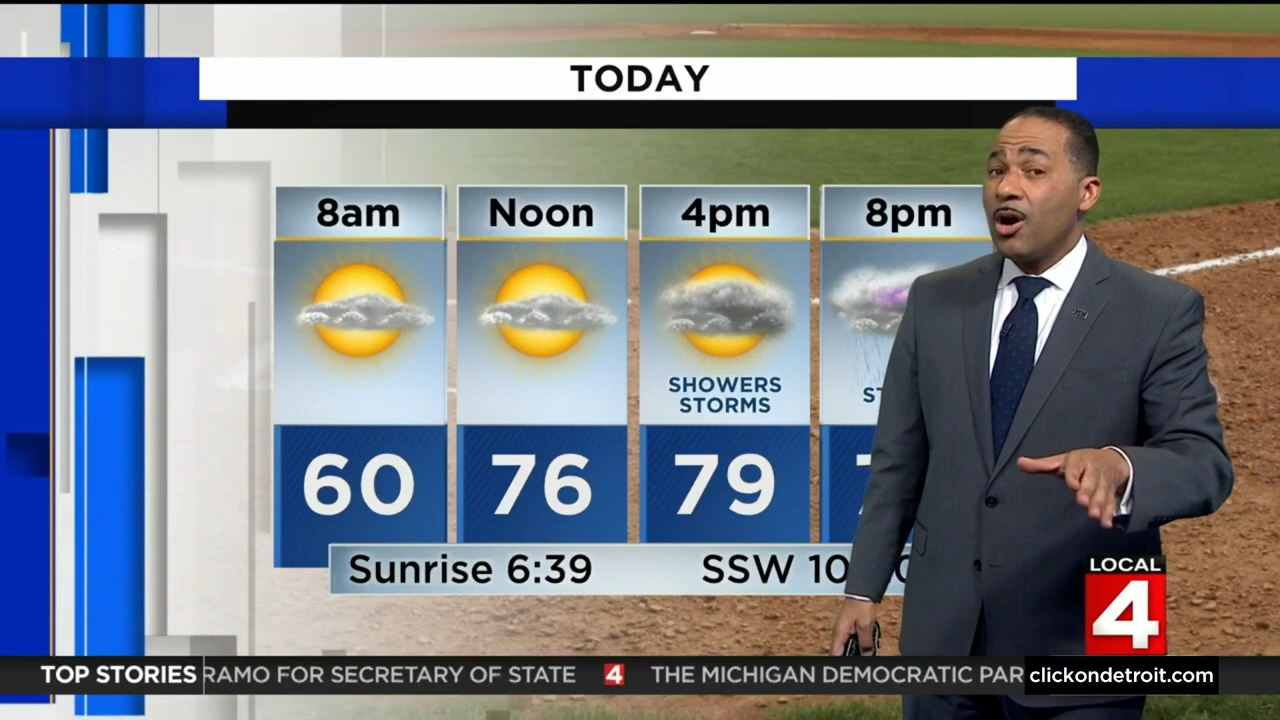 TODAY
8am
Noon
4pm
8pm
SHOWERS
STORMS
60
76
79
Sunrise 6:39
SSW 10
LOCAL
4
TOP STORIES
RAMO FOR SECRETARY OF STATE 4 THE MICHIGAN DEMOCRATIC PAR
clickondetroit.com